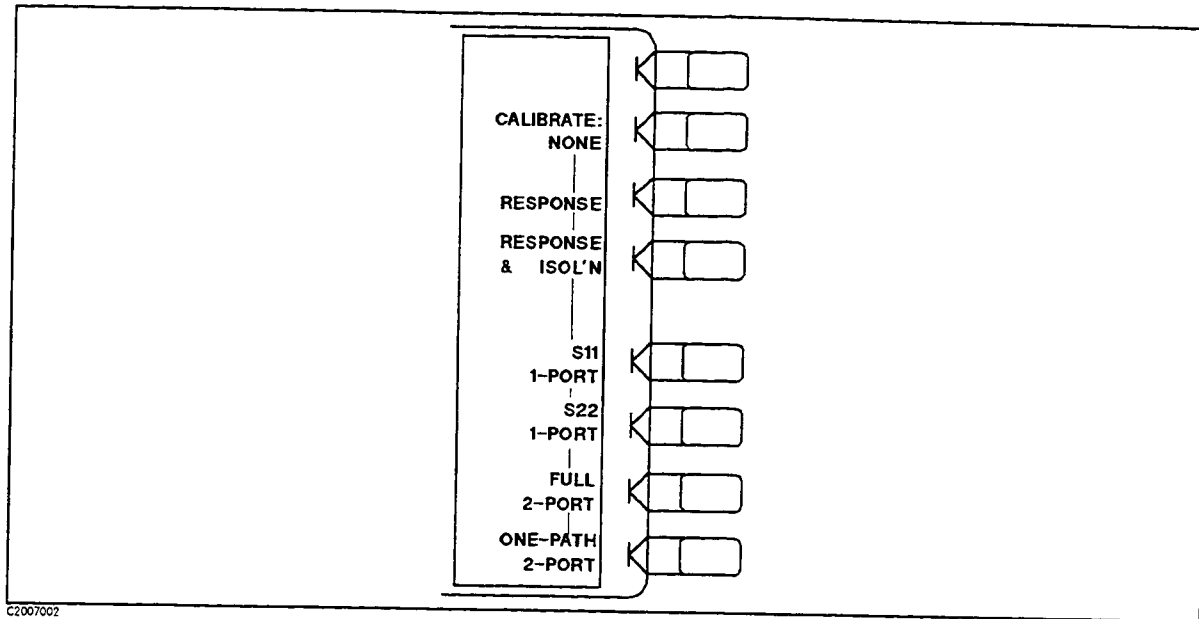 CALIBRATE:
NONE
RESPONSE
RESPONSE
& ISOL'N
S11
1-PORT
S22
1-PORT
FULL
2-PORT
ONE-PATH
2-PORT
C2007002